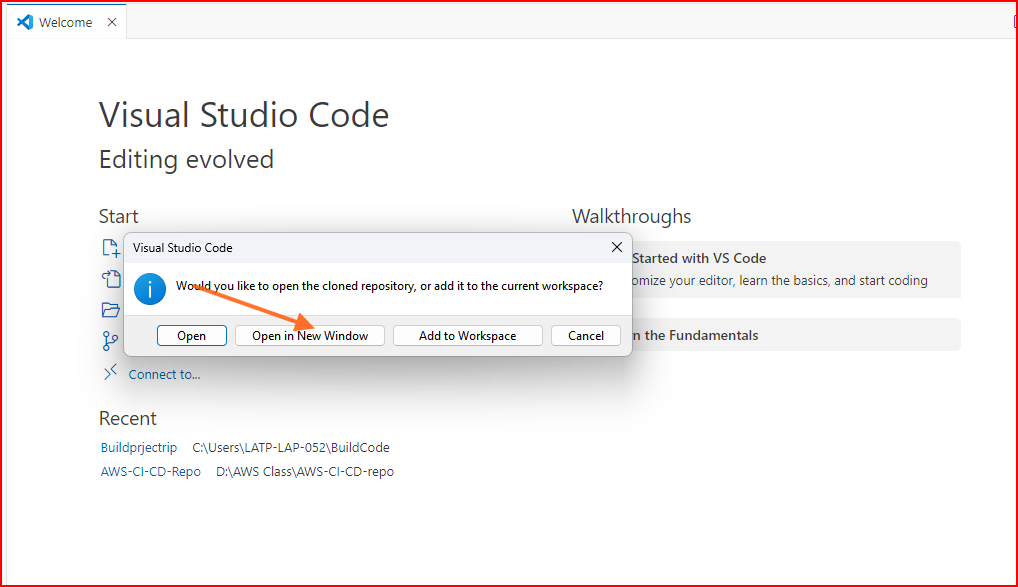 Welcome
Visual Studio Code
Editing evolved
Start
Walkthroughs
Visual Studio Code
Started with VS Code
Would you like to open the cloned repository, or add it to the current workspace?
omize your editor, learn the basics, and start coding
Open
Open in New Window
Add to Workspace
Cancel
n the Fundamentals
Connect to...
Recent
Buildprjectrip C:\Users\LATP-LAP-052\BuildCode
AWS-CI-CD-Repo D:\AWS Class\AWS-CI-CD-repo